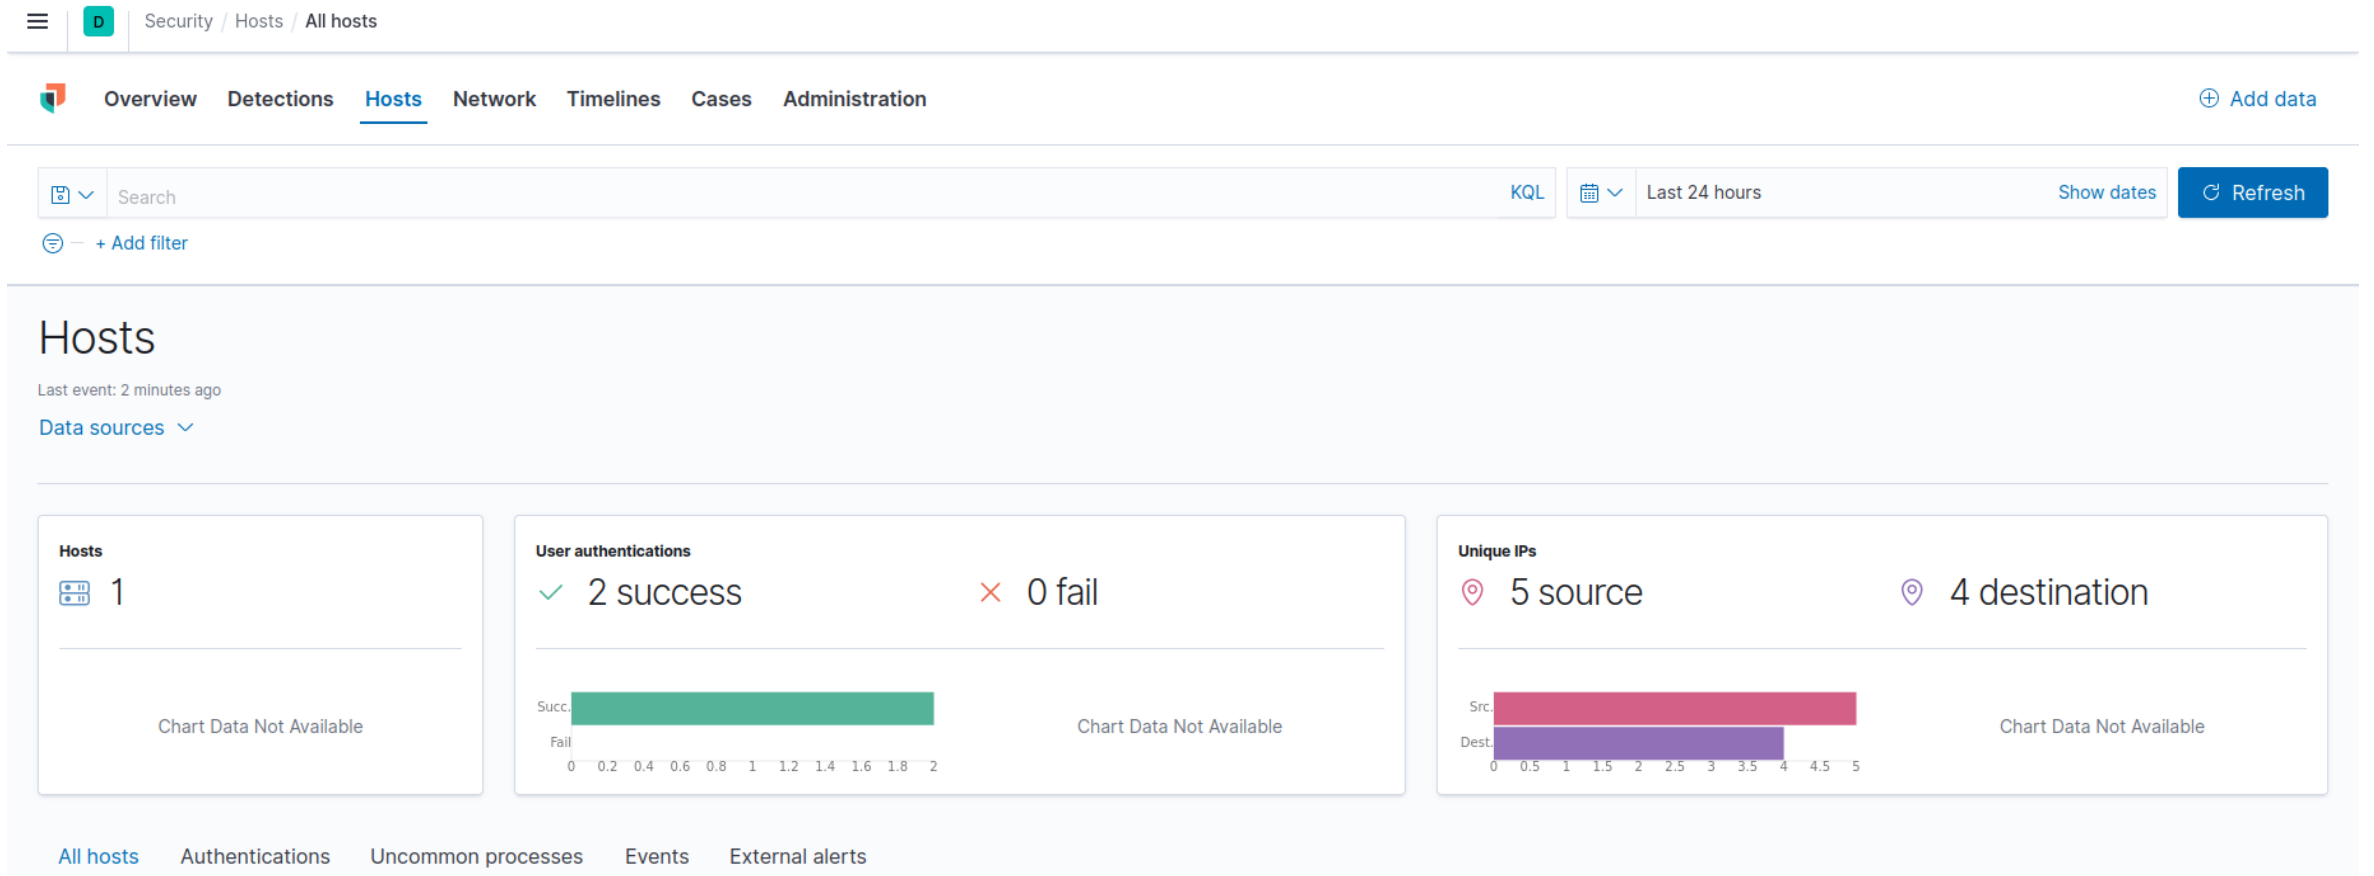 D Security / Hosts / All hosts
Overview Detections Hosts Network Timelines Cases Administration Add data
Search KQL Last 24 hours Show dates Refresh
+ Add filter
Hosts
Last event: 2 minutes ago
Data sources
Hosts
1
Chart Data Not Available
User authentications
2 success 0 fail
Succ.
Fail
0 0.2 0.4 0.6 0.8 1 1.2 1.4 1.6 1.8 2
Chart Data Not Available
Unique IPs
5 source 4 destination
Src.
Dest.
0 0.5 1 1.5 2 2.5 3 3.5 4 4.5 5
Chart Data Not Available
All hosts Authentications Uncommon processes Events External alerts